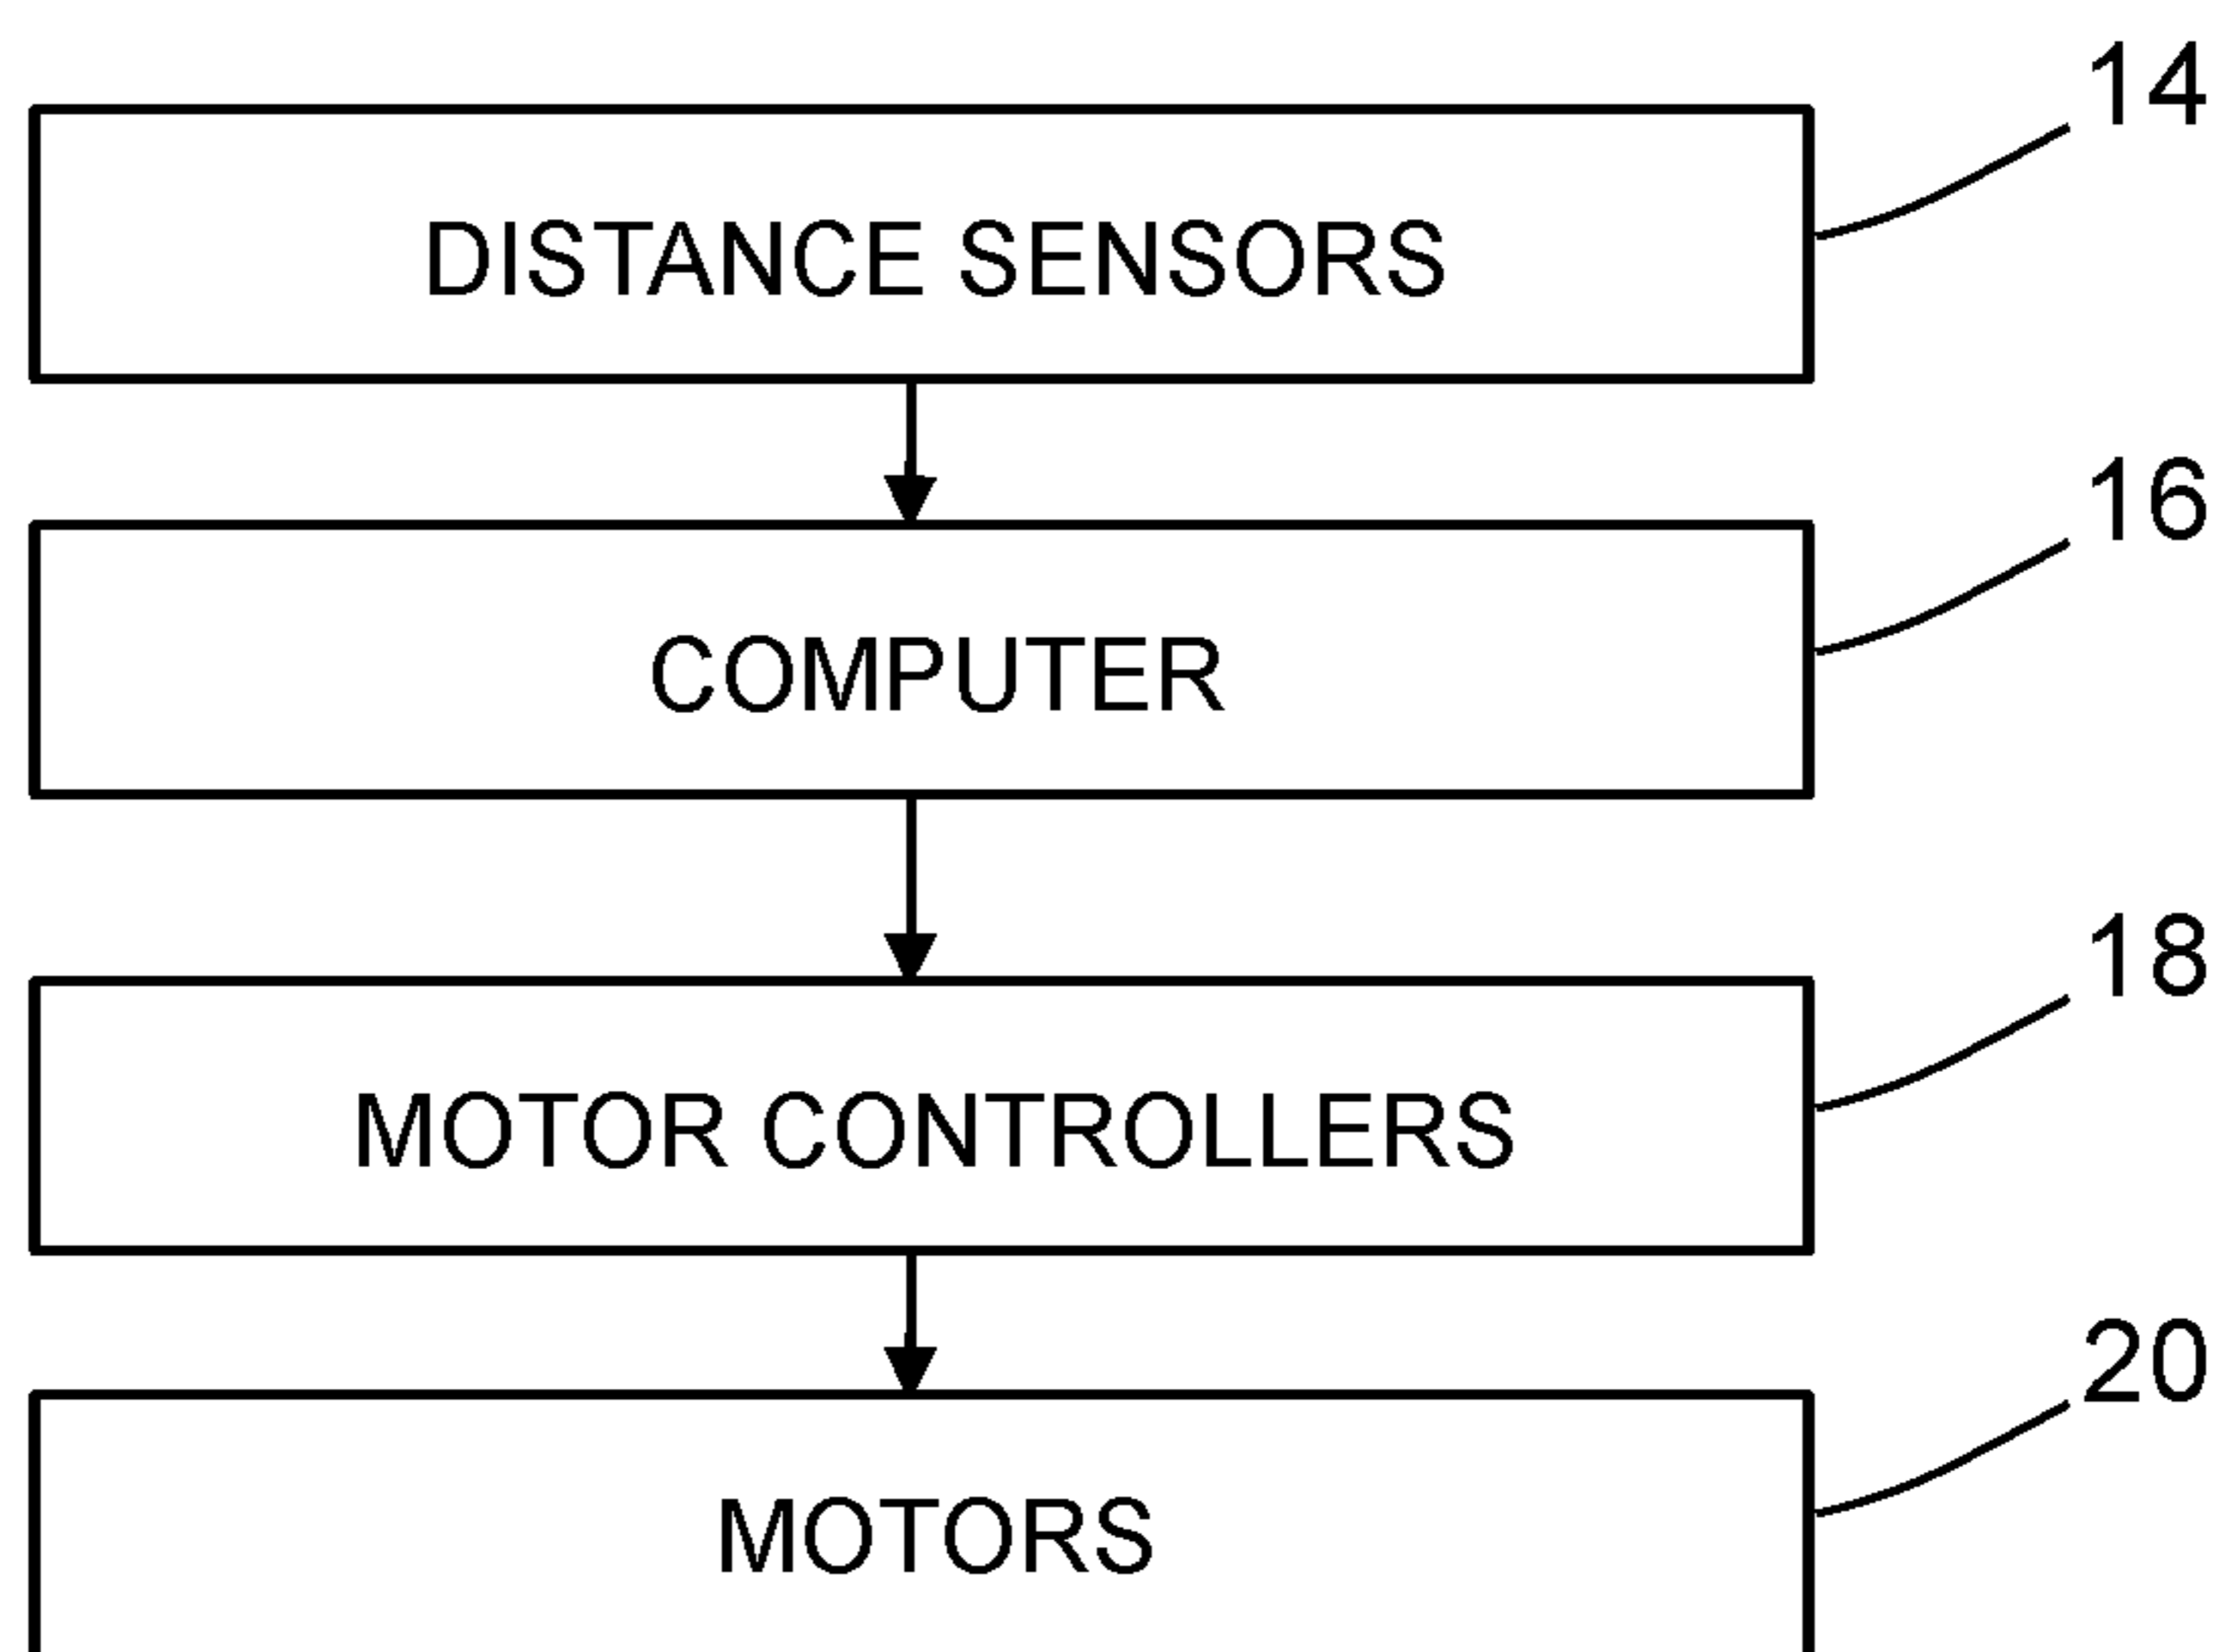 14
DISTANCE SENSORS
16
COMPUTER
18
MOTOR CONTROLLERS
20
MOTORS